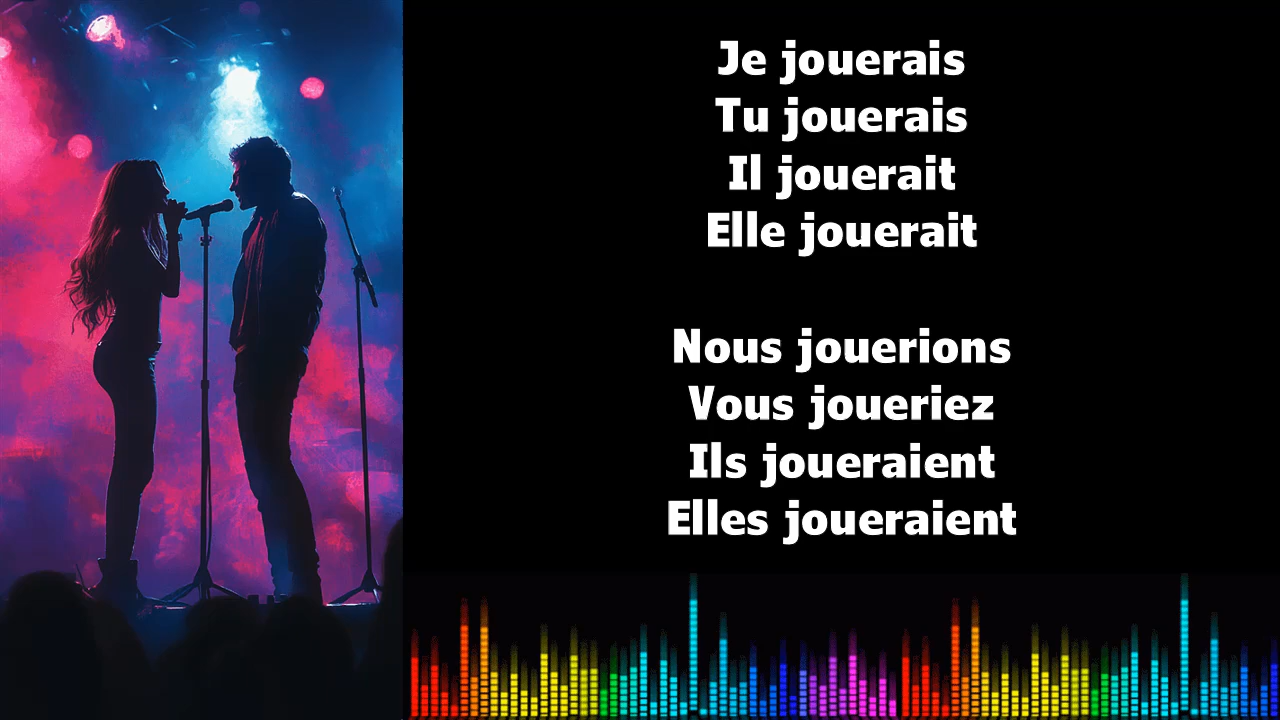 Je jouerais
Tu jouerais
Il jouerait
Elle jouerait
Nous jouerions
Vous joueriez
Ils joueraient
Elles joueraient